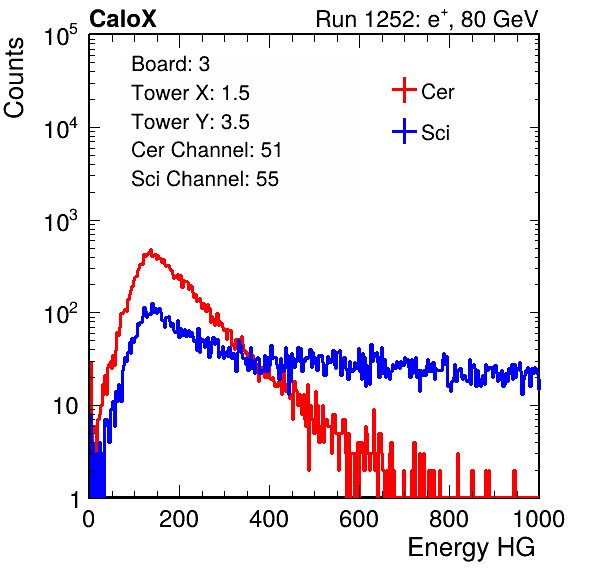 CaloX Run 1252: e⁺, 80 GeV
Counts
10⁵
10⁴
10³
10²
10
1
Board: 3
Tower X: 1.5
Tower Y: 3.5
Cer Channel: 51
Sci Channel: 55
Cer
Sci
0 200 400 600 800 1000
Energy HG